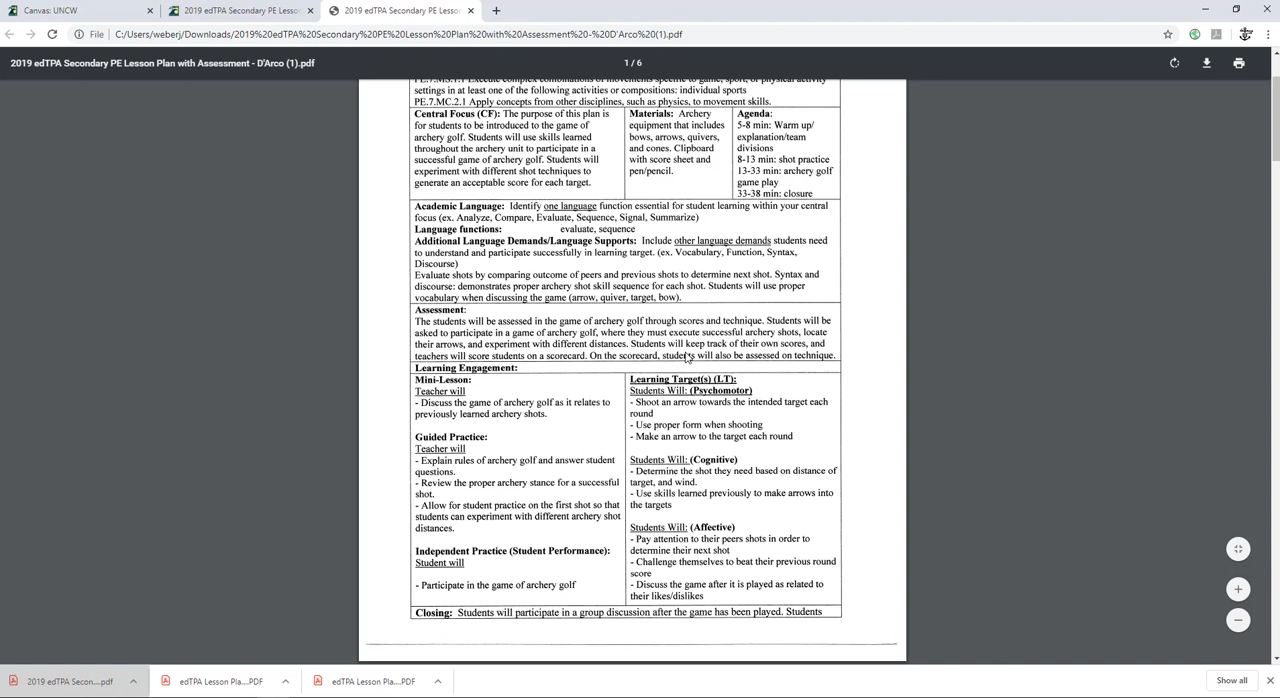 Canvas: UNCW
2019 edTPA Secondary PE Lesson
2019 edTPA Secondary PE Lesson
File C:/Users/weberj/Downloads/2019%20edTPA%20Secondary%20PE%20Lesson%20Plan%20with%20Assessment%20-%20D'Arco%20(1).pdf
2019 edTPA Secondary PE Lesson Plan with Assessment - D'Arco (1).pdf
1 / 6
PE.7.MS.1.1 Execute complex combinations of movements specific to game, sport, or physical activity
settings in at least one of the following activities or compositions: individual sports
PE.7.MC.2.1 Apply concepts from other disciplines, such as physics, to movement skills.
Central Focus (CF): The purpose of this plan is
for students to be introduced to the game of
archery golf. Students will use skills learned
throughout the archery unit to participate in a
successful game of archery golf. Students will
experiment with different shot techniques to
generate an acceptable score for each target.
Materials: Archery
equipment that includes
bows, arrows, quivers,
and cones. Clipboard
with score sheet and
pen/pencil.
Agenda:
5-8 min: Warm up/
explanation/team
divisions
8-13 min: shot practice
13-33 min: archery golf
game play
33-38 min: closure
Academic Language: Identify one language function essential for student learning within your central
focus (ex. Analyze, Compare, Evaluate, Sequence, Signal, Summarize)
Language functions: evaluate, sequence
Additional Language Demands/Language Supports: Include other language demands students need
to understand and participate successfully in learning target. (ex. Vocabulary, Function, Syntax,
Discourse)
Evaluate shots by comparing outcome of peers and previous shots to determine next shot. Syntax and
discourse: demonstrates proper archery shot skill sequence for each shot. Students will use proper
vocabulary when discussing the game (arrow, quiver, target, bow).
Assessment:
The students will be assessed in the game of archery golf through scores and technique. Students will be
asked to participate in a game of archery golf, where they must execute successful archery shots, locate
their arrows, and experiment with different distances. Students will keep track of their own scores, and
teachers will score students on a scorecard. On the scorecard, students will also be assessed on technique.
Learning Engagement:
Mini-Lesson:
Teacher will
- Discuss the game of archery golf as it relates to
previously learned archery shots.
Guided Practice:
Teacher will
- Explain rules of archery golf and answer student
questions.
- Review the proper archery stance for a successful
shot.
- Allow for student practice on the first shot so that
students can experiment with different archery shot
distances.
Independent Practice (Student Performance):
Student will
- Participate in the game of archery golf
Learning Target(s) (LT):
Students Will: (Psychomotor)
- Shoot an arrow towards the intended target each
round
- Use proper form when shooting
- Make an arrow to the target each round
Students Will: (Cognitive)
- Determine the shot they need based on distance of
target, and wind.
- Use skills learned previously to make arrows into
the targets
Students Will: (Affective)
- Pay attention to their peers shots in order to
determine their next shot
- Challenge themselves to beat their previous round
score
- Discuss the game after it is played as related to
their likes/dislikes
Closing: Students will participate in a group discussion after the game has been played. Students
2019 edTPA Secon....pdf
edTPA Lesson Pla....PDF
edTPA Lesson Pla....PDF
Show all